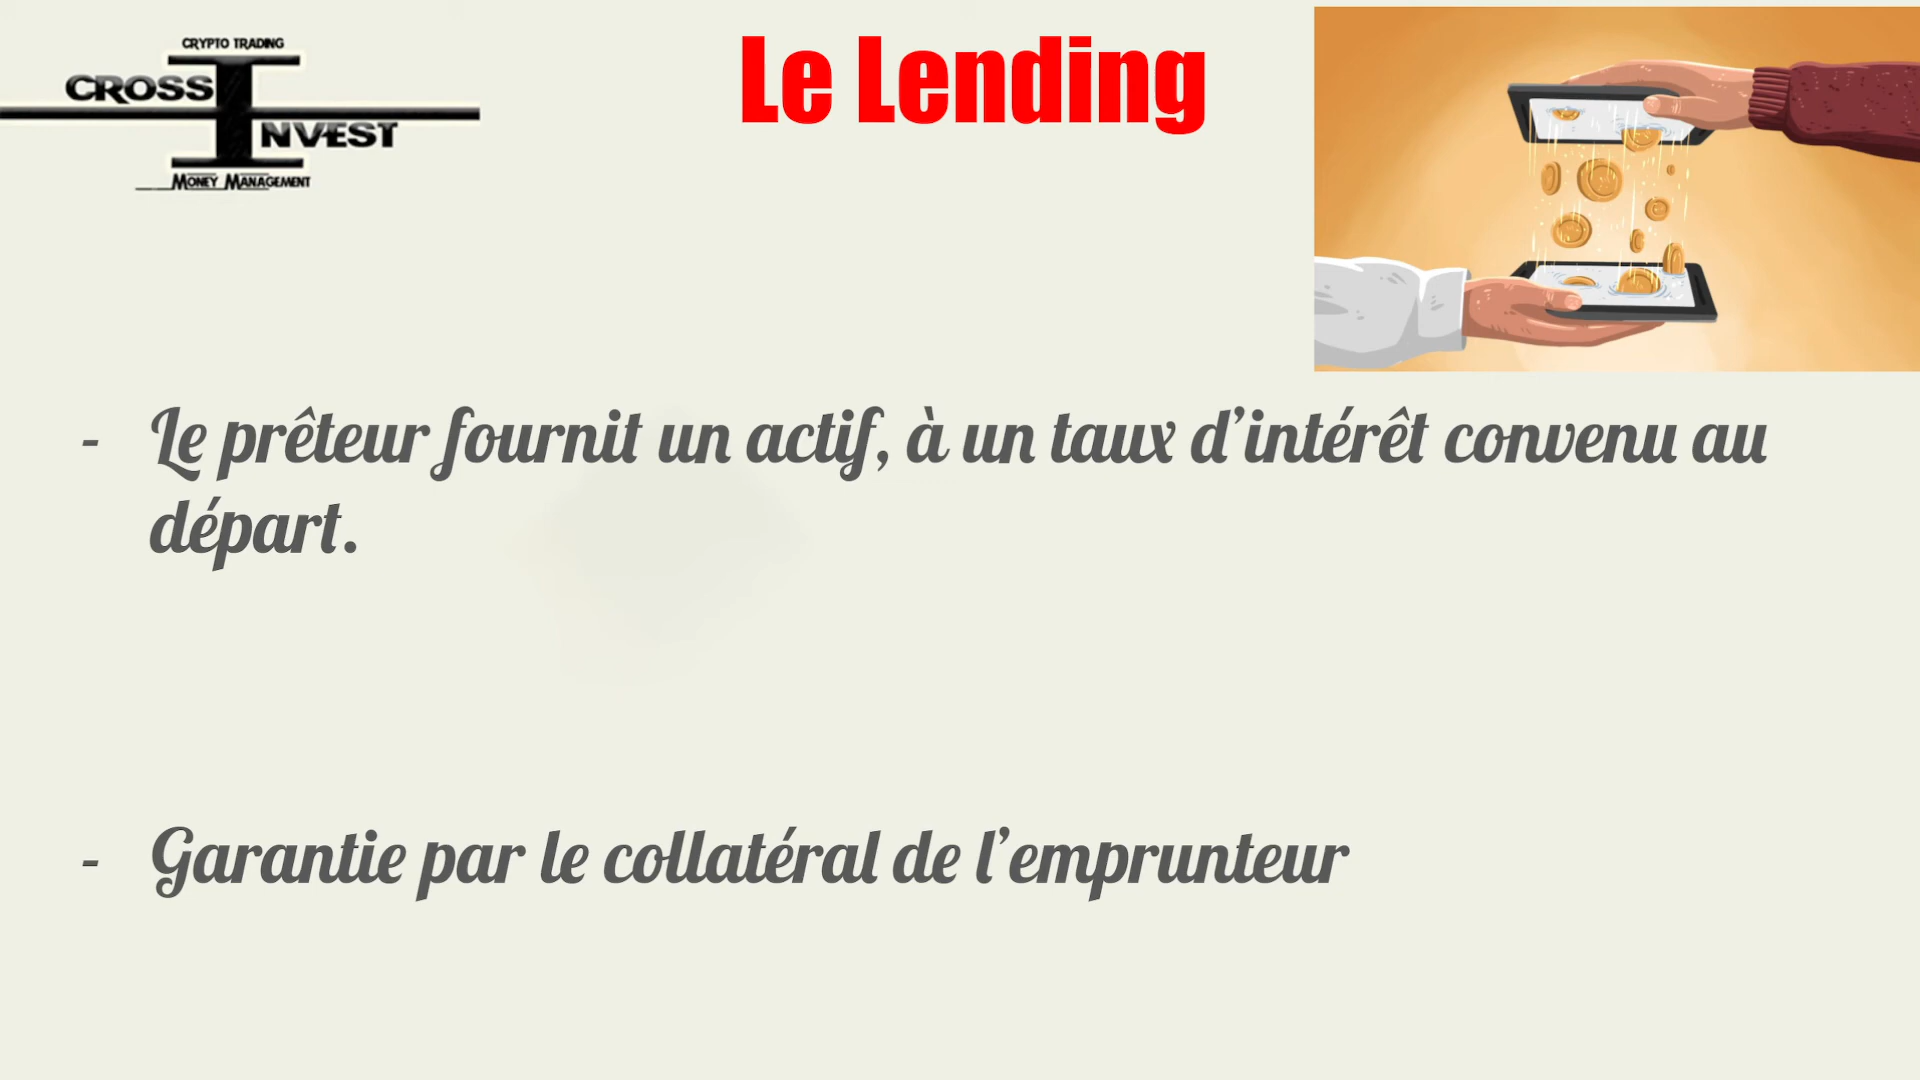 CRYPTO TRADING
CROSS
INVEST
MONEY MANAGEMENT
Le Lending
- Le prêteur fournit un actif, à un taux d’intérêt convenu au
départ.
- Garantie par le collatéral de l’emprunteur